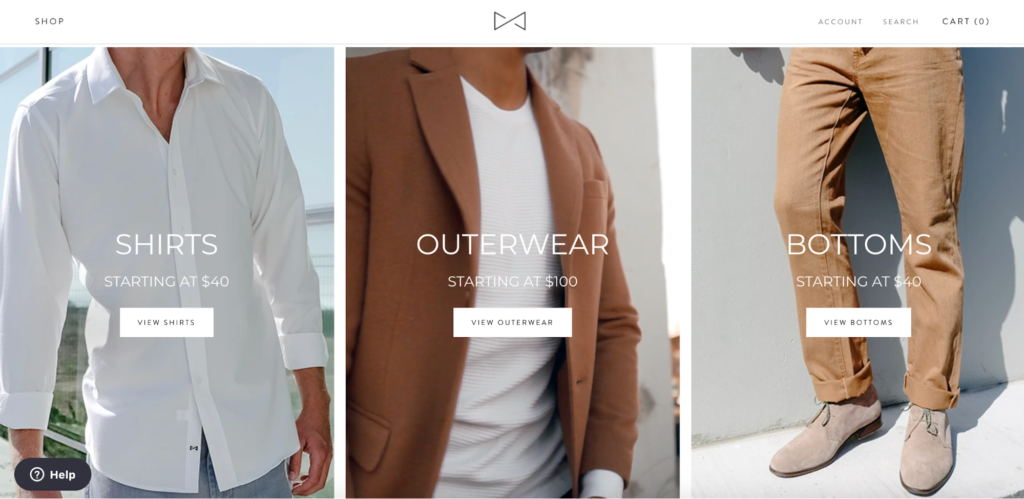 SHOP
ACCOUNT
SEARCH
CART (0)
SHIRTS
STARTING AT $40
VIEW SHIRTS
OUTERWEAR
STARTING AT $100
VIEW OUTERWEAR
BOTTOMS
STARTING AT $40
VIEW BOTTOMS
? Help